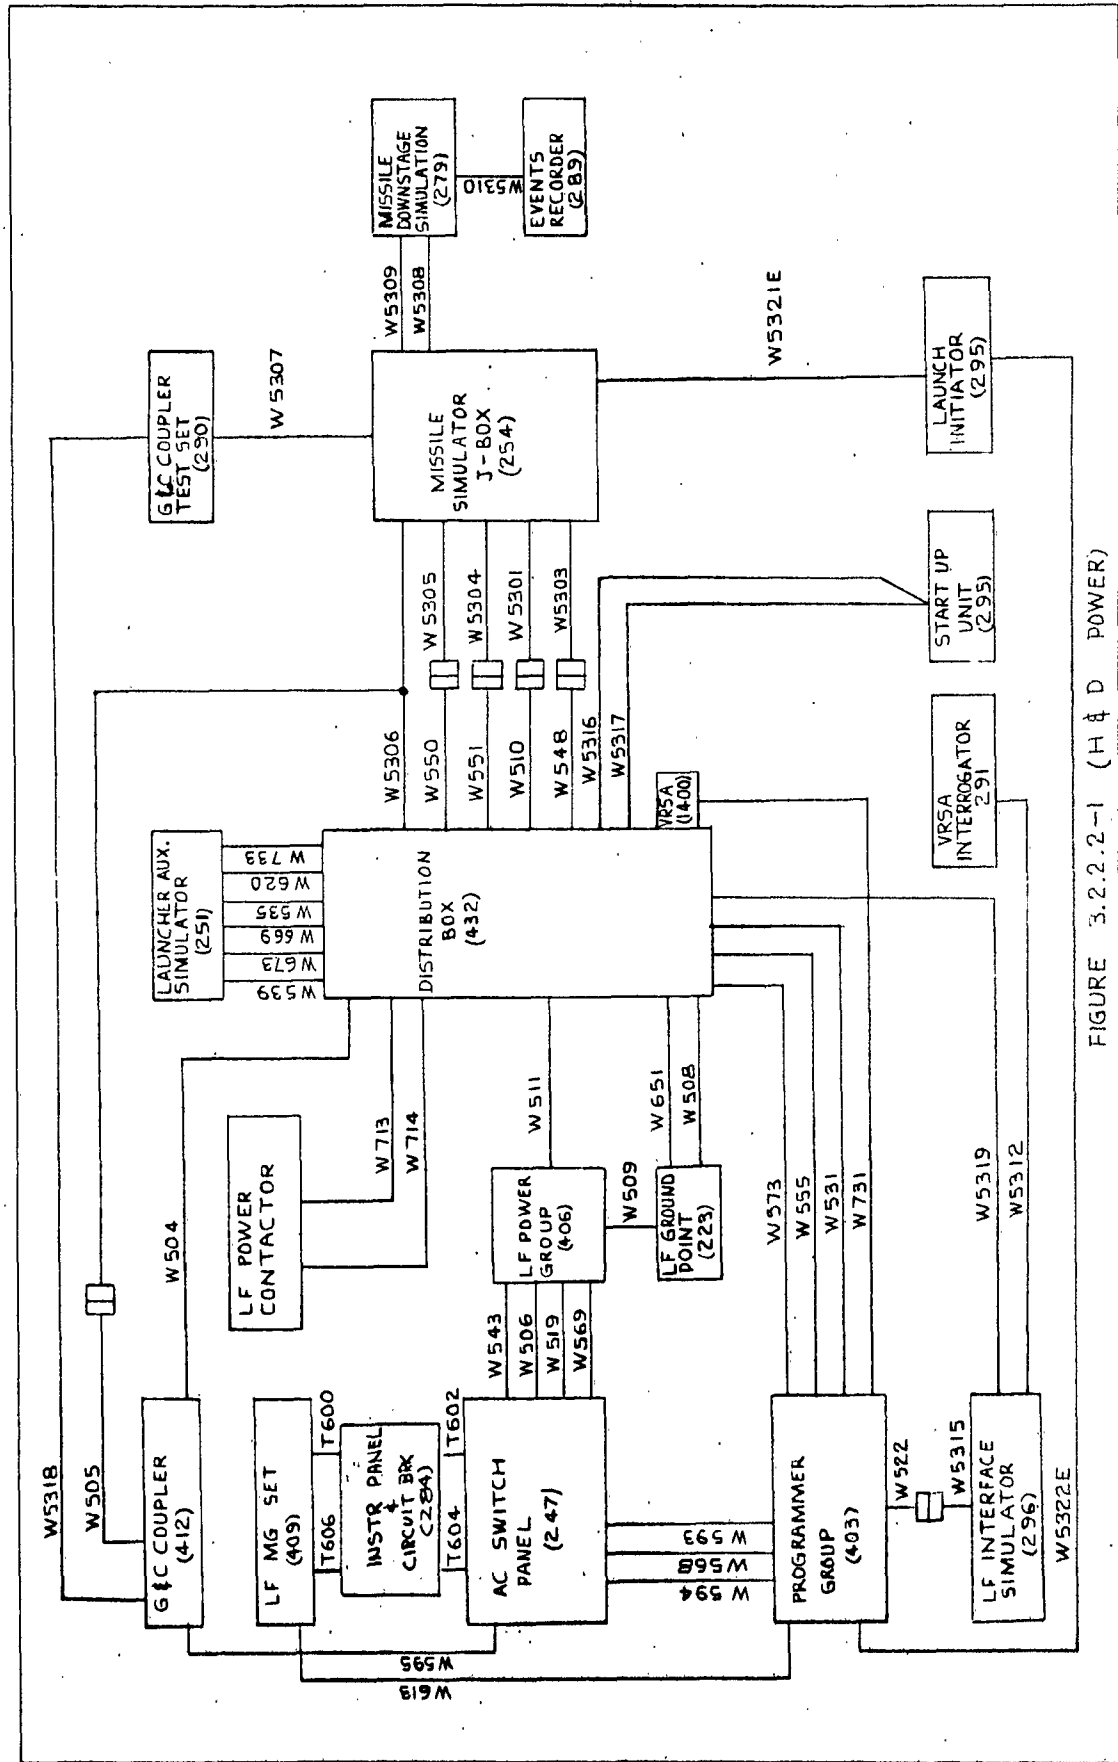 W5318
W505
G&C COUPLER
(412)
W504
G&C COUPLER
TEST SET
(290)
W5307
LAUNCHER AUX.
SIMULATOR
(251)
W539
W673
W669
W535
W620
W733
LF POWER
CONTACTOR
W713
W714
LF MG SET
(409)
T606
T600
INSTR PANEL
&
CIRCUIT BRK
(284)
T604
T602
W595
W613
AC SWITCH
PANEL
(247)
W543
W506
W519
W569
LF POWER
GROUP
(406)
W511
W509
LF GROUND
POINT
(223)
W651
W508
DISTRIBUTION
BOX
(432)
W5306
W550
W5305
W551
W5304
W510
W5301
W548
W5303
W5316
W5317
VRSA
(1400)
MISSILE
SIMULATOR
J-BOX
(254)
W5309
W5308
MISSILE
DOWNSTAGE
SIMULATION
(279)
W5310
EVENTS
RECORDER
(289)
W5321E
W594
W568
W593
PROGRAMMER
GROUP
(403)
W573
W555
W531
W731
W522
W5315
LF INTERFACE
SIMULATOR
(296)
W5319
W5312
W5322E
VRSA
INTERROGATOR
291
START UP
UNIT
(295)
LAUNCH
INITIATOR
(295)
FIGURE 3.2.2.2-1 (H & D POWER)